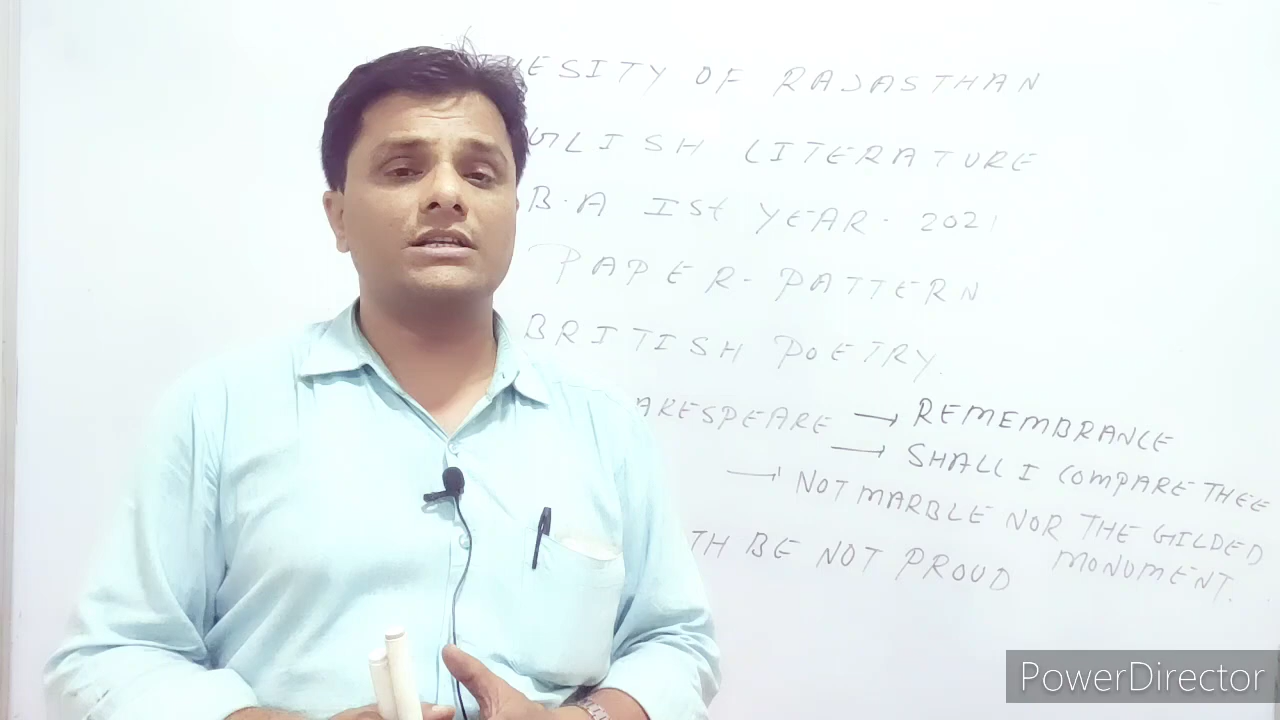 OF RAJASTHAN
LITERATURE
B.A Ist YEAR - 2021
PAPER - PATTERN
BRITISH POETRY.
→ REMEMBRANCE
→ SHALL I COMPARE THEE
→ NOT MARBLE NOR THE GILDED
MONUMENT.
BE NOT PROUD
PowerDirector